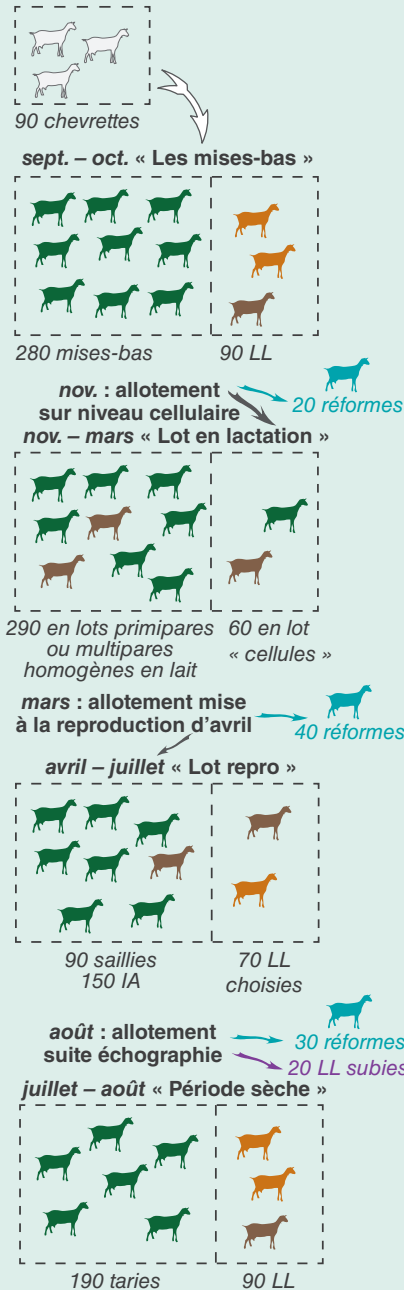 90 chevrettes
sept. – oct. « Les mises-bas »
280 mises-bas
90 LL
nov. : allotement
sur niveau cellulaire
20 réformes
nov. – mars « Lot en lactation »
290 en lots primipares
ou multipares
homogènes en lait
60 en lot
« cellules »
mars : allotement mise
à la reproduction d'avril
40 réformes
avril – juillet « Lot repro »
90 saillies
150 IA
70 LL
choisies
août : allotement
suite échographie
30 réformes
20 LL subies
juillet – août « Période sèche »
190 taries
90 LL